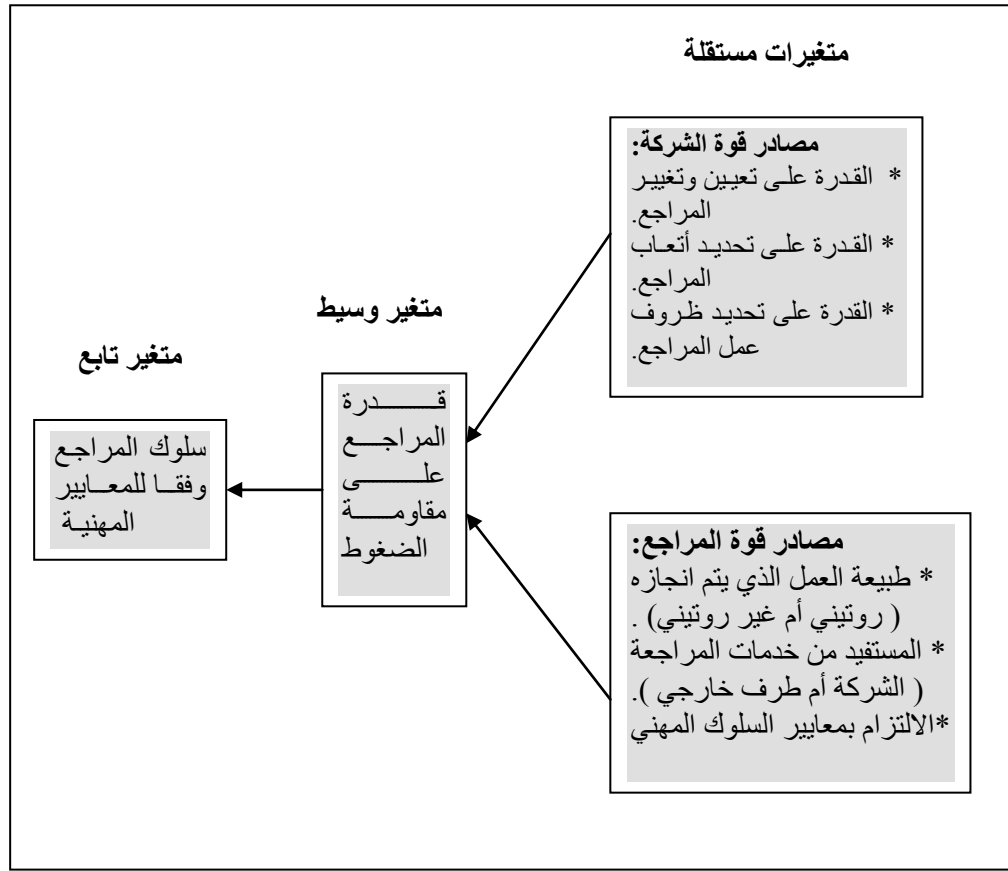 متغيرات مستقلة
مصادر قوة الشركة:
* القدرة على تعيين وتغيير
المراجع.
* القدرة على تحديد أتعاب
المراجع.
* القدرة على تحديد ظروف
عمل المراجع.
متغير وسيط
قدرة
المراجع
على
مقاومة
الضغوط
متغير تابع
سلوك المراجع
وفقا للمعايير
المهنية
مصادر قوة المراجع:
* طبيعة العمل الذي يتم انجازه
( روتيني أم غير روتيني) .
* المستفيد من خدمات المراجعة
( الشركة أم طرف خارجي ).
*الالتزام بمعايير السلوك المهني